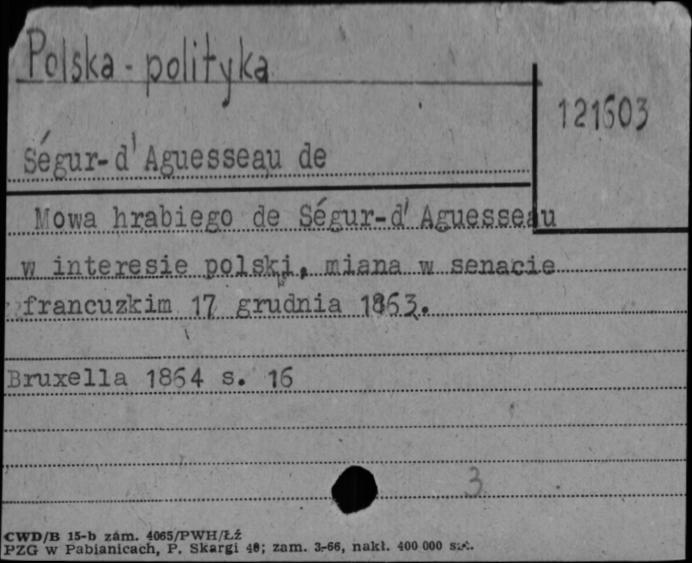 Polska - polityka
121603
Ségur-d'Aguesseau de
Mowa hrabiego de Ségur-d'Aguesseau
w interesie polski, miana w senacie
francuzkim 17 grudnia 1863.
Bruxella 1864 s. 16
3
CWD/B 15-b zam. 4065/PWH/Łź
PZG w Pabianicach, P. Skargi 40; zam. 3-66, nakł. 400 000 szt.